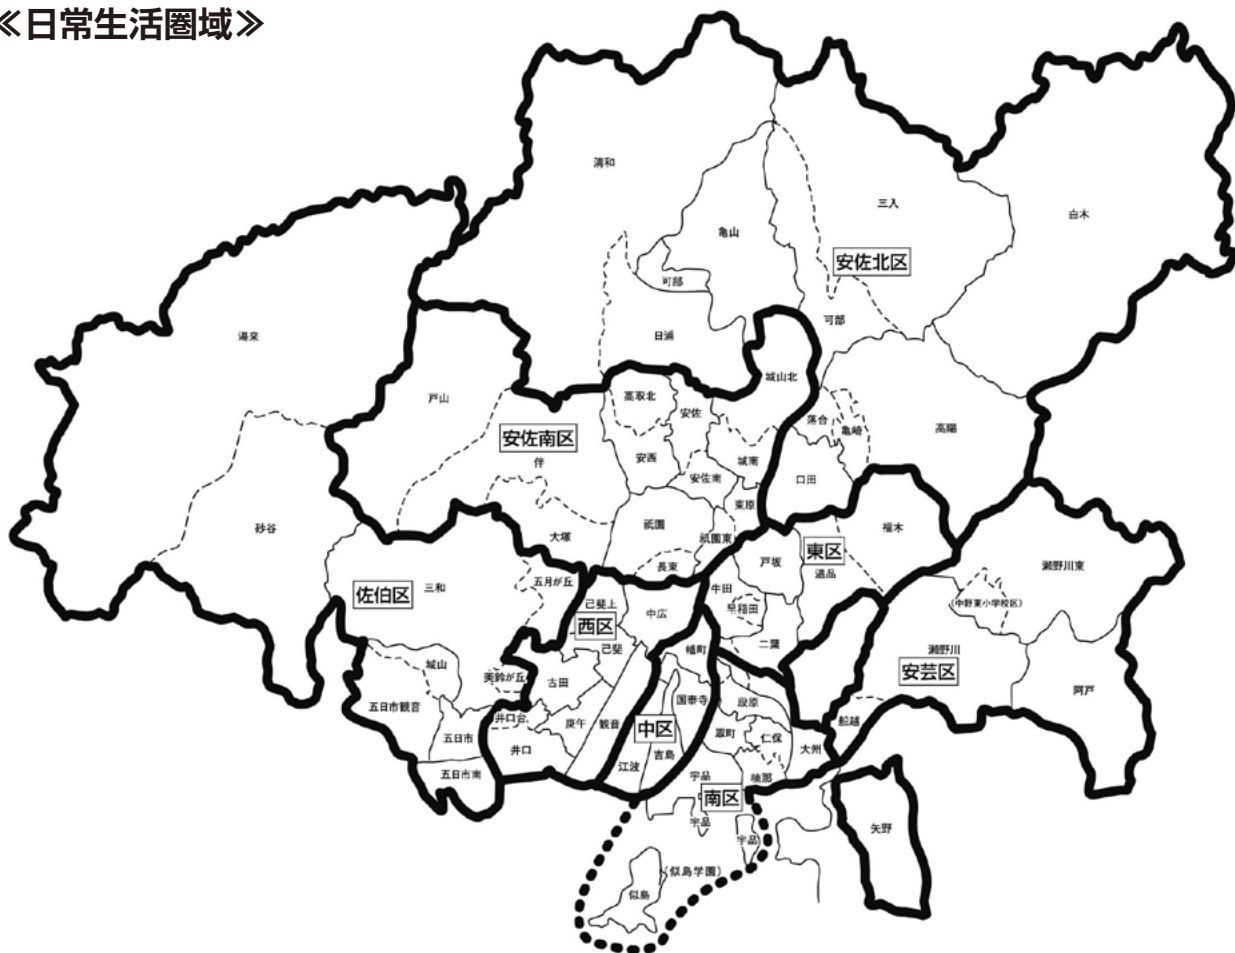 ≪日常生活圏域≫
清和
三入
白木
亀山
安佐北区
可部
可部
日浦
湯来
城山北
戸山
高取北
安佐
落合
亀崎
高陽
安佐南区
伴
安西
城南
安佐南
口田
東原
砂谷
祇園
祇園東
福木
大塚
長束
戸坂
東区
温品
瀬野川東
佐伯区
三和
五月が丘
己斐上
中広
牛田
早稲田
(中野東小学校区)
西区
己斐
幟町
二葉
瀬野川
安芸区
城山
美鈴が丘
古田
国泰寺
段原
阿戸
五日市観音
井口台
庚午
観音
中区
翠町
仁保
船越
五日市
井口
吉島
大州
五日市南
江波
宇品
楠那
南区
宇品
宇品
矢野
(似島学園)
似島